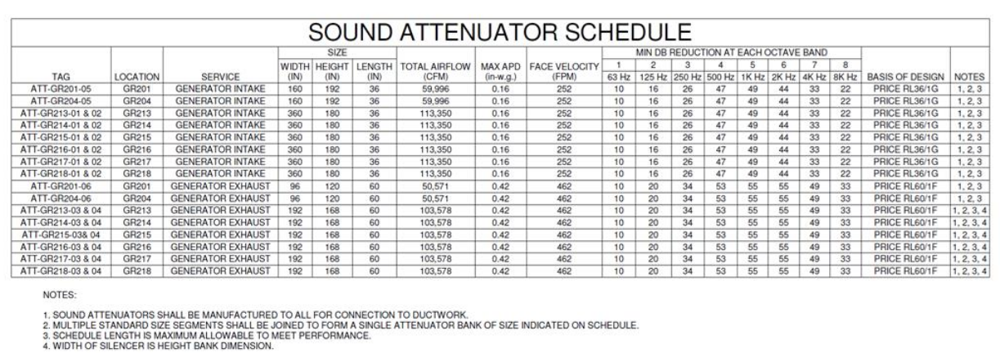 SOUND ATTENUATOR SCHEDULE
SIZE MIN DB REDUCTION AT EACH OCTAVE BAND
WIDTH HEIGHT LENGTH TOTAL AIRFLOW MAX APD FACE VELOCITY 1 2 3 4 5 6 7 8
TAG LOCATION SERVICE (IN) (IN) (IN) (CFM) (in-w.g.) (FPM) 63 Hz 125 Hz 250 Hz 500 Hz 1K Hz 2K Hz 4K Hz 8K Hz BASIS OF DESIGN NOTES
ATT-GR201-05 GR201 GENERATOR INTAKE 160 192 36 59,996 0.16 252 10 16 26 47 49 44 33 22 PRICE RL36/1G 1, 2, 3
ATT-GR204-05 GR204 GENERATOR INTAKE 160 192 36 59,996 0.16 252 10 16 26 47 49 44 33 22 PRICE RL36/1G 1, 2, 3
ATT-GR213-01 & 02 GR213 GENERATOR INTAKE 360 180 36 113,350 0.16 252 10 16 26 47 49 44 33 22 PRICE RL36/1G 1, 2, 3
ATT-GR214-01 & 02 GR214 GENERATOR INTAKE 360 180 36 113,350 0.16 252 10 16 26 47 49 44 33 22 PRICE RL36/1G 1, 2, 3
ATT-GR215-01 & 02 GR215 GENERATOR INTAKE 360 180 36 113,350 0.16 252 10 16 26 47 49 44 33 22 PRICE RL36/1G 1, 2, 3
ATT-GR216-01 & 02 GR216 GENERATOR INTAKE 360 180 36 113,350 0.16 252 10 16 26 47 49 44 33 22 PRICE RL36/1G 1, 2, 3
ATT-GR217-01 & 02 GR217 GENERATOR INTAKE 360 180 36 113,350 0.16 252 10 16 26 47 49 44 33 22 PRICE RL36/1G 1, 2, 3
ATT-GR218-01 & 02 GR218 GENERATOR INTAKE 360 180 36 113,350 0.16 252 10 16 26 47 49 44 33 22 PRICE RL36/1G 1, 2, 3
ATT-GR201-06 GR201 GENERATOR EXHAUST 96 120 60 50,571 0.42 462 10 20 34 53 55 55 49 33 PRICE RL60/1F 1, 2, 3
ATT-GR204-06 GR204 GENERATOR EXHAUST 96 120 60 50,571 0.42 462 10 20 34 53 55 55 49 33 PRICE RL60/1F 1, 2, 3
ATT-GR213-03 & 04 GR213 GENERATOR EXHAUST 192 168 60 103,578 0.42 462 10 20 34 53 55 55 49 33 PRICE RL60/1F 1, 2, 3, 4
ATT-GR214-03 & 04 GR214 GENERATOR EXHAUST 192 168 60 103,578 0.42 462 10 20 34 53 55 55 49 33 PRICE RL60/1F 1, 2, 3, 4
ATT-GR215-03& 04 GR215 GENERATOR EXHAUST 192 168 60 103,578 0.42 462 10 20 34 53 55 55 49 33 PRICE RL60/1F 1, 2, 3, 4
ATT-GR216-03 & 04 GR216 GENERATOR EXHAUST 192 168 60 103,578 0.42 462 10 20 34 53 55 55 49 33 PRICE RL60/1F 1, 2, 3, 4
ATT-GR217-03 & 04 GR217 GENERATOR EXHAUST 192 168 60 103,578 0.42 462 10 20 34 53 55 55 49 33 PRICE RL60/1F 1, 2, 3, 4
ATT-GR218-03 & 04 GR218 GENERATOR EXHAUST 192 168 60 103,578 0.42 462 10 20 34 53 55 55 49 33 PRICE RL60/1F 1, 2, 3, 4
NOTES:
1. SOUND ATTENUATORS SHALL BE MANUFACTURED TO ALL FOR CONNECTION TO DUCTWORK.
2. MULTIPLE STANDARD SIZE SEGMENTS SHALL BE JOINED TO FORM A SINGLE ATTENUATOR BANK OF SIZE INDICATED ON SCHEDULE.
3. SCHEDULE LENGTH IS MAXIMUM ALLOWABLE TO MEET PERFORMANCE.
4. WIDTH OF SILENCER IS HEIGHT BANK DIMENSION.